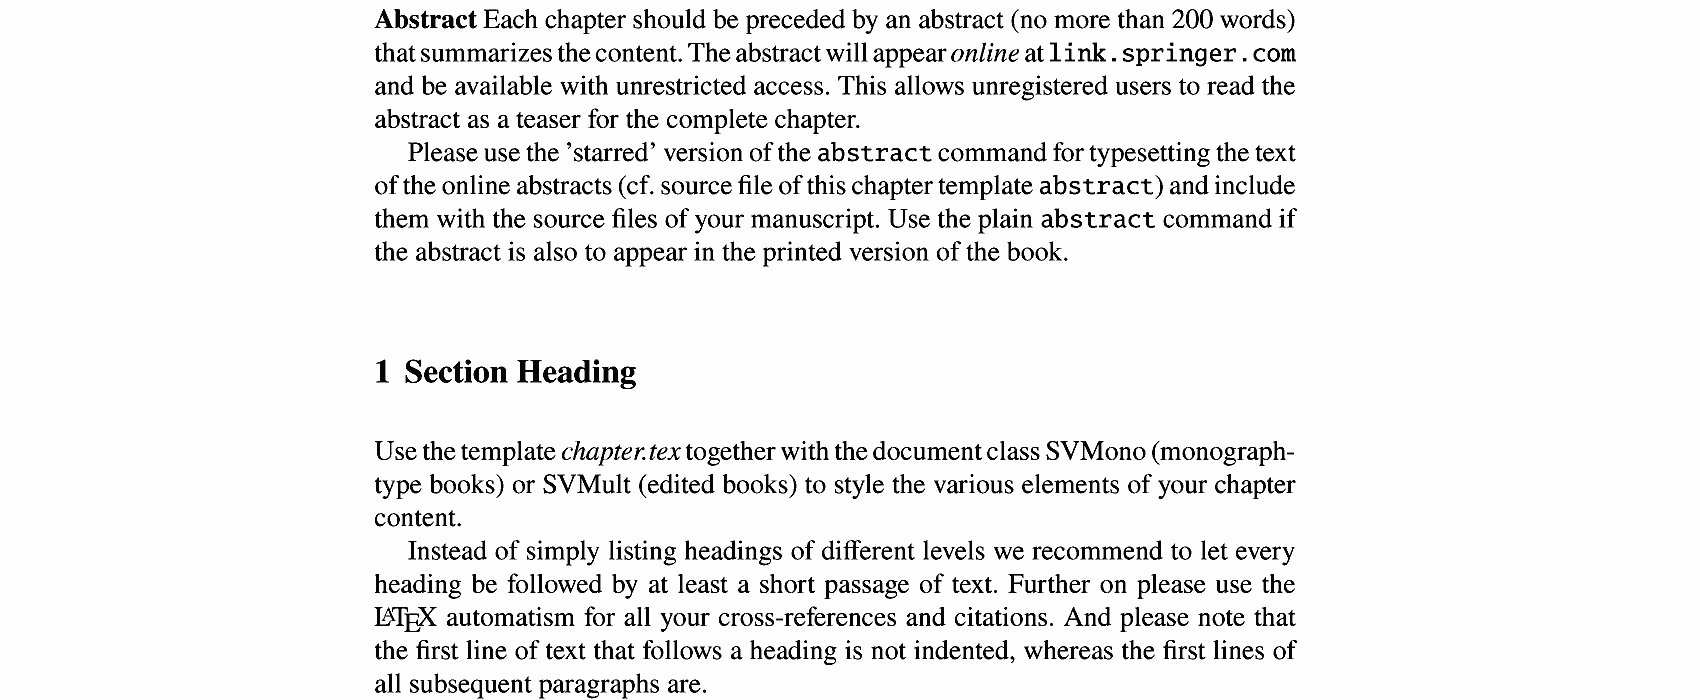 Abstract Each chapter should be preceded by an abstract (no more than 200 words)
that summarizes the content. The abstract will appear online at link.springer.com
and be available with unrestricted access. This allows unregistered users to read the
abstract as a teaser for the complete chapter.
Please use the ’starred’ version of the abstract command for typesetting the text
of the online abstracts (cf. source file of this chapter template abstract) and include
them with the source files of your manuscript. Use the plain abstract command if
the abstract is also to appear in the printed version of the book.
1 Section Heading
Use the template chapter.tex together with the document class SVMono (monograph-
type books) or SVMult (edited books) to style the various elements of your chapter
content.
Instead of simply listing headings of different levels we recommend to let every
heading be followed by at least a short passage of text. Further on please use the
LATEX automatism for all your cross-references and citations. And please note that
the first line of text that follows a heading is not indented, whereas the first lines of
all subsequent paragraphs are.